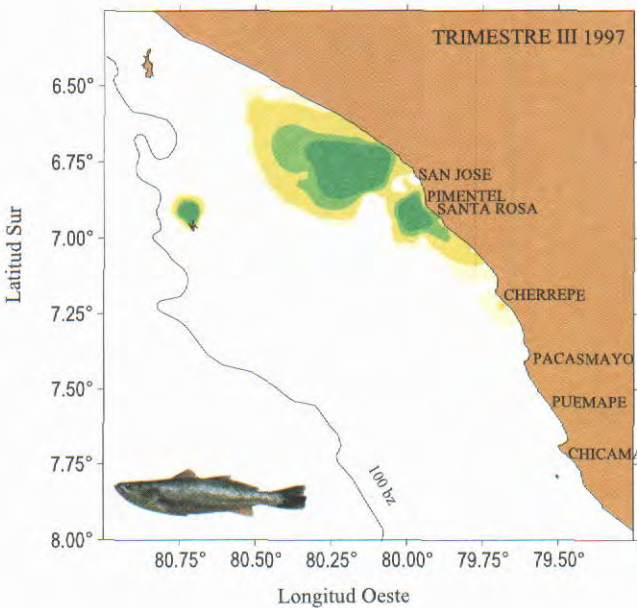 TRIMESTRE III 1997
6.50°
6.75°
SAN JOSE
PIMENTEL
SANTA ROSA
7.00°
Latitud Sur
7.25°
CHERREPE
PACASMAYO
7.50°
PUEMAPE
7.75°
CHICAMA
100 bz
8.00°
80.75° 80.50° 80.25° 80.00° 79.75° 79.50°
Longitud Oeste